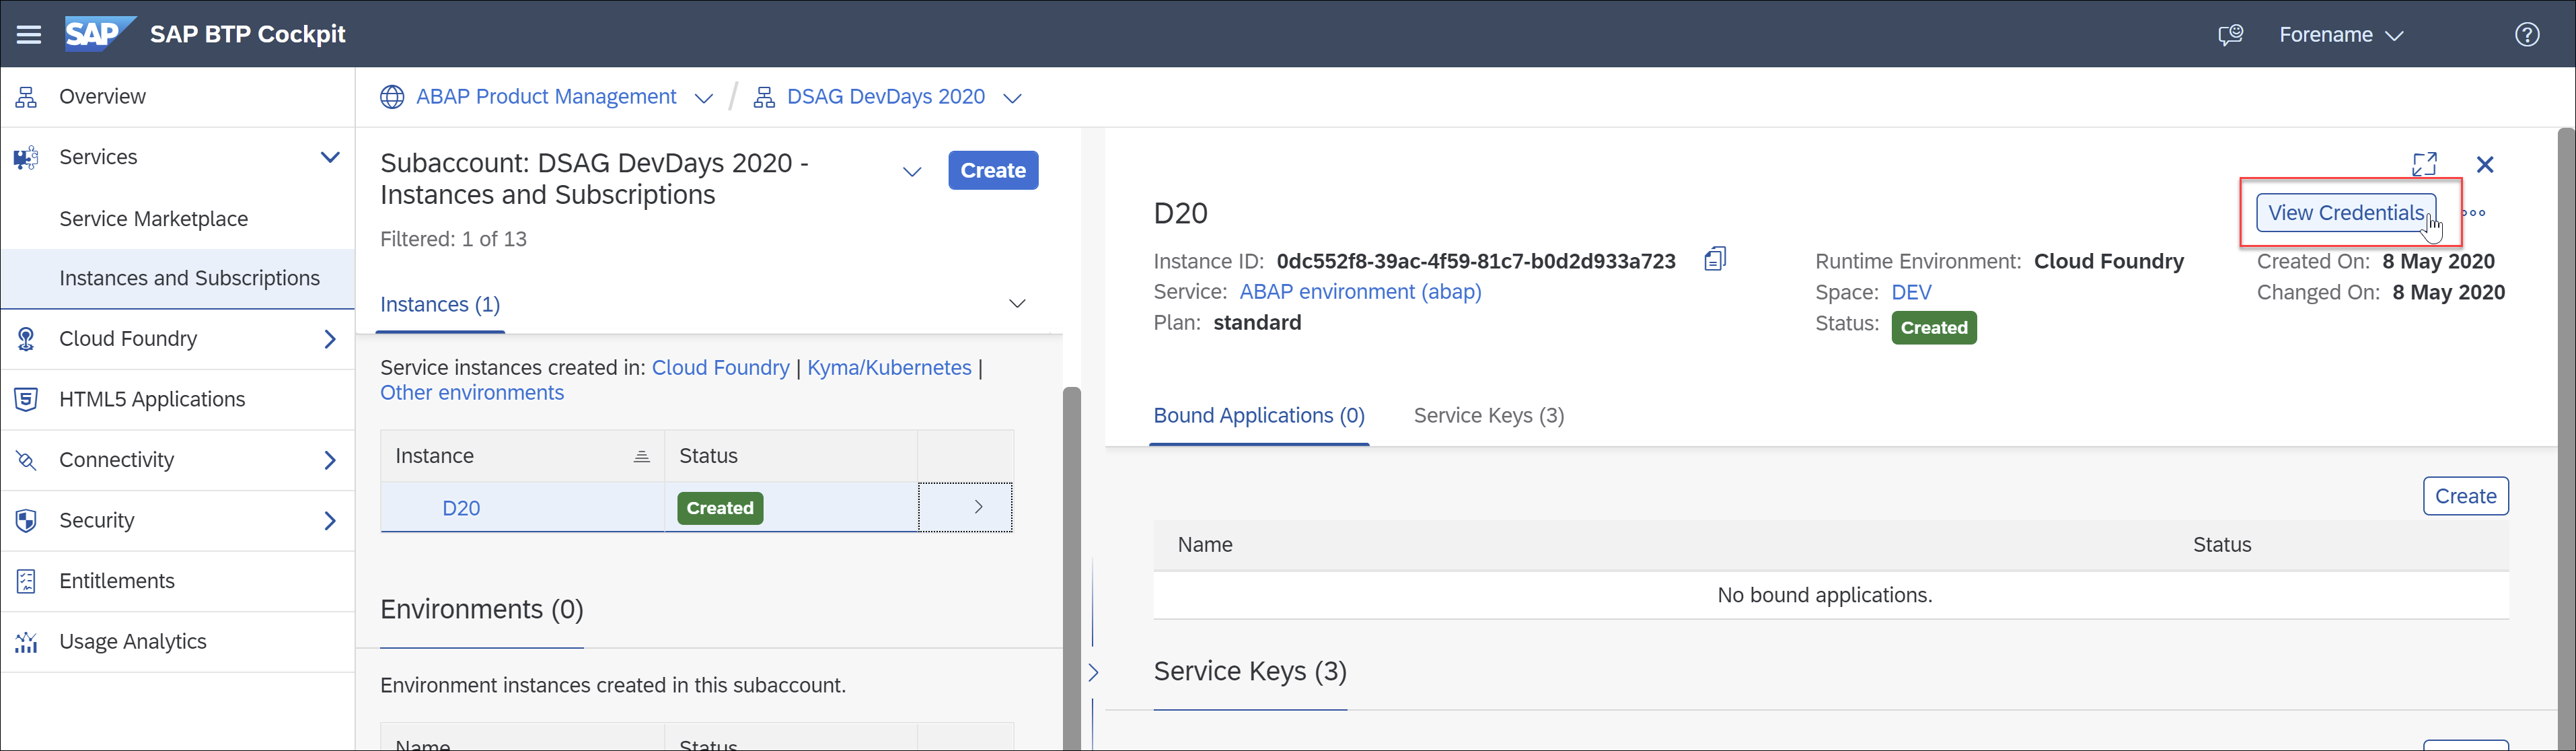 SAP SAP BTP Cockpit
Forename
Overview
Services
Service Marketplace
Instances and Subscriptions
Cloud Foundry
HTML5 Applications
Connectivity
Security
Entitlements
Usage Analytics
ABAP Product Management / DSAG DevDays 2020
Subaccount: DSAG DevDays 2020 -
Instances and Subscriptions
Create
Filtered: 1 of 13
Instances (1)
Service instances created in: Cloud Foundry | Kyma/Kubernetes |
Other environments
Instance Status
D20 Created
Environments (0)
Environment instances created in this subaccount.
Name Status
D20
View Credentials
Instance ID: 0dc552f8-39ac-4f59-81c7-b0d2d933a723
Service: ABAP environment (abap)
Plan: standard
Runtime Environment: Cloud Foundry
Space: DEV
Status: Created
Created On: 8 May 2020
Changed On: 8 May 2020
Bound Applications (0) Service Keys (3)
Create
Name Status
No bound applications.
Service Keys (3)